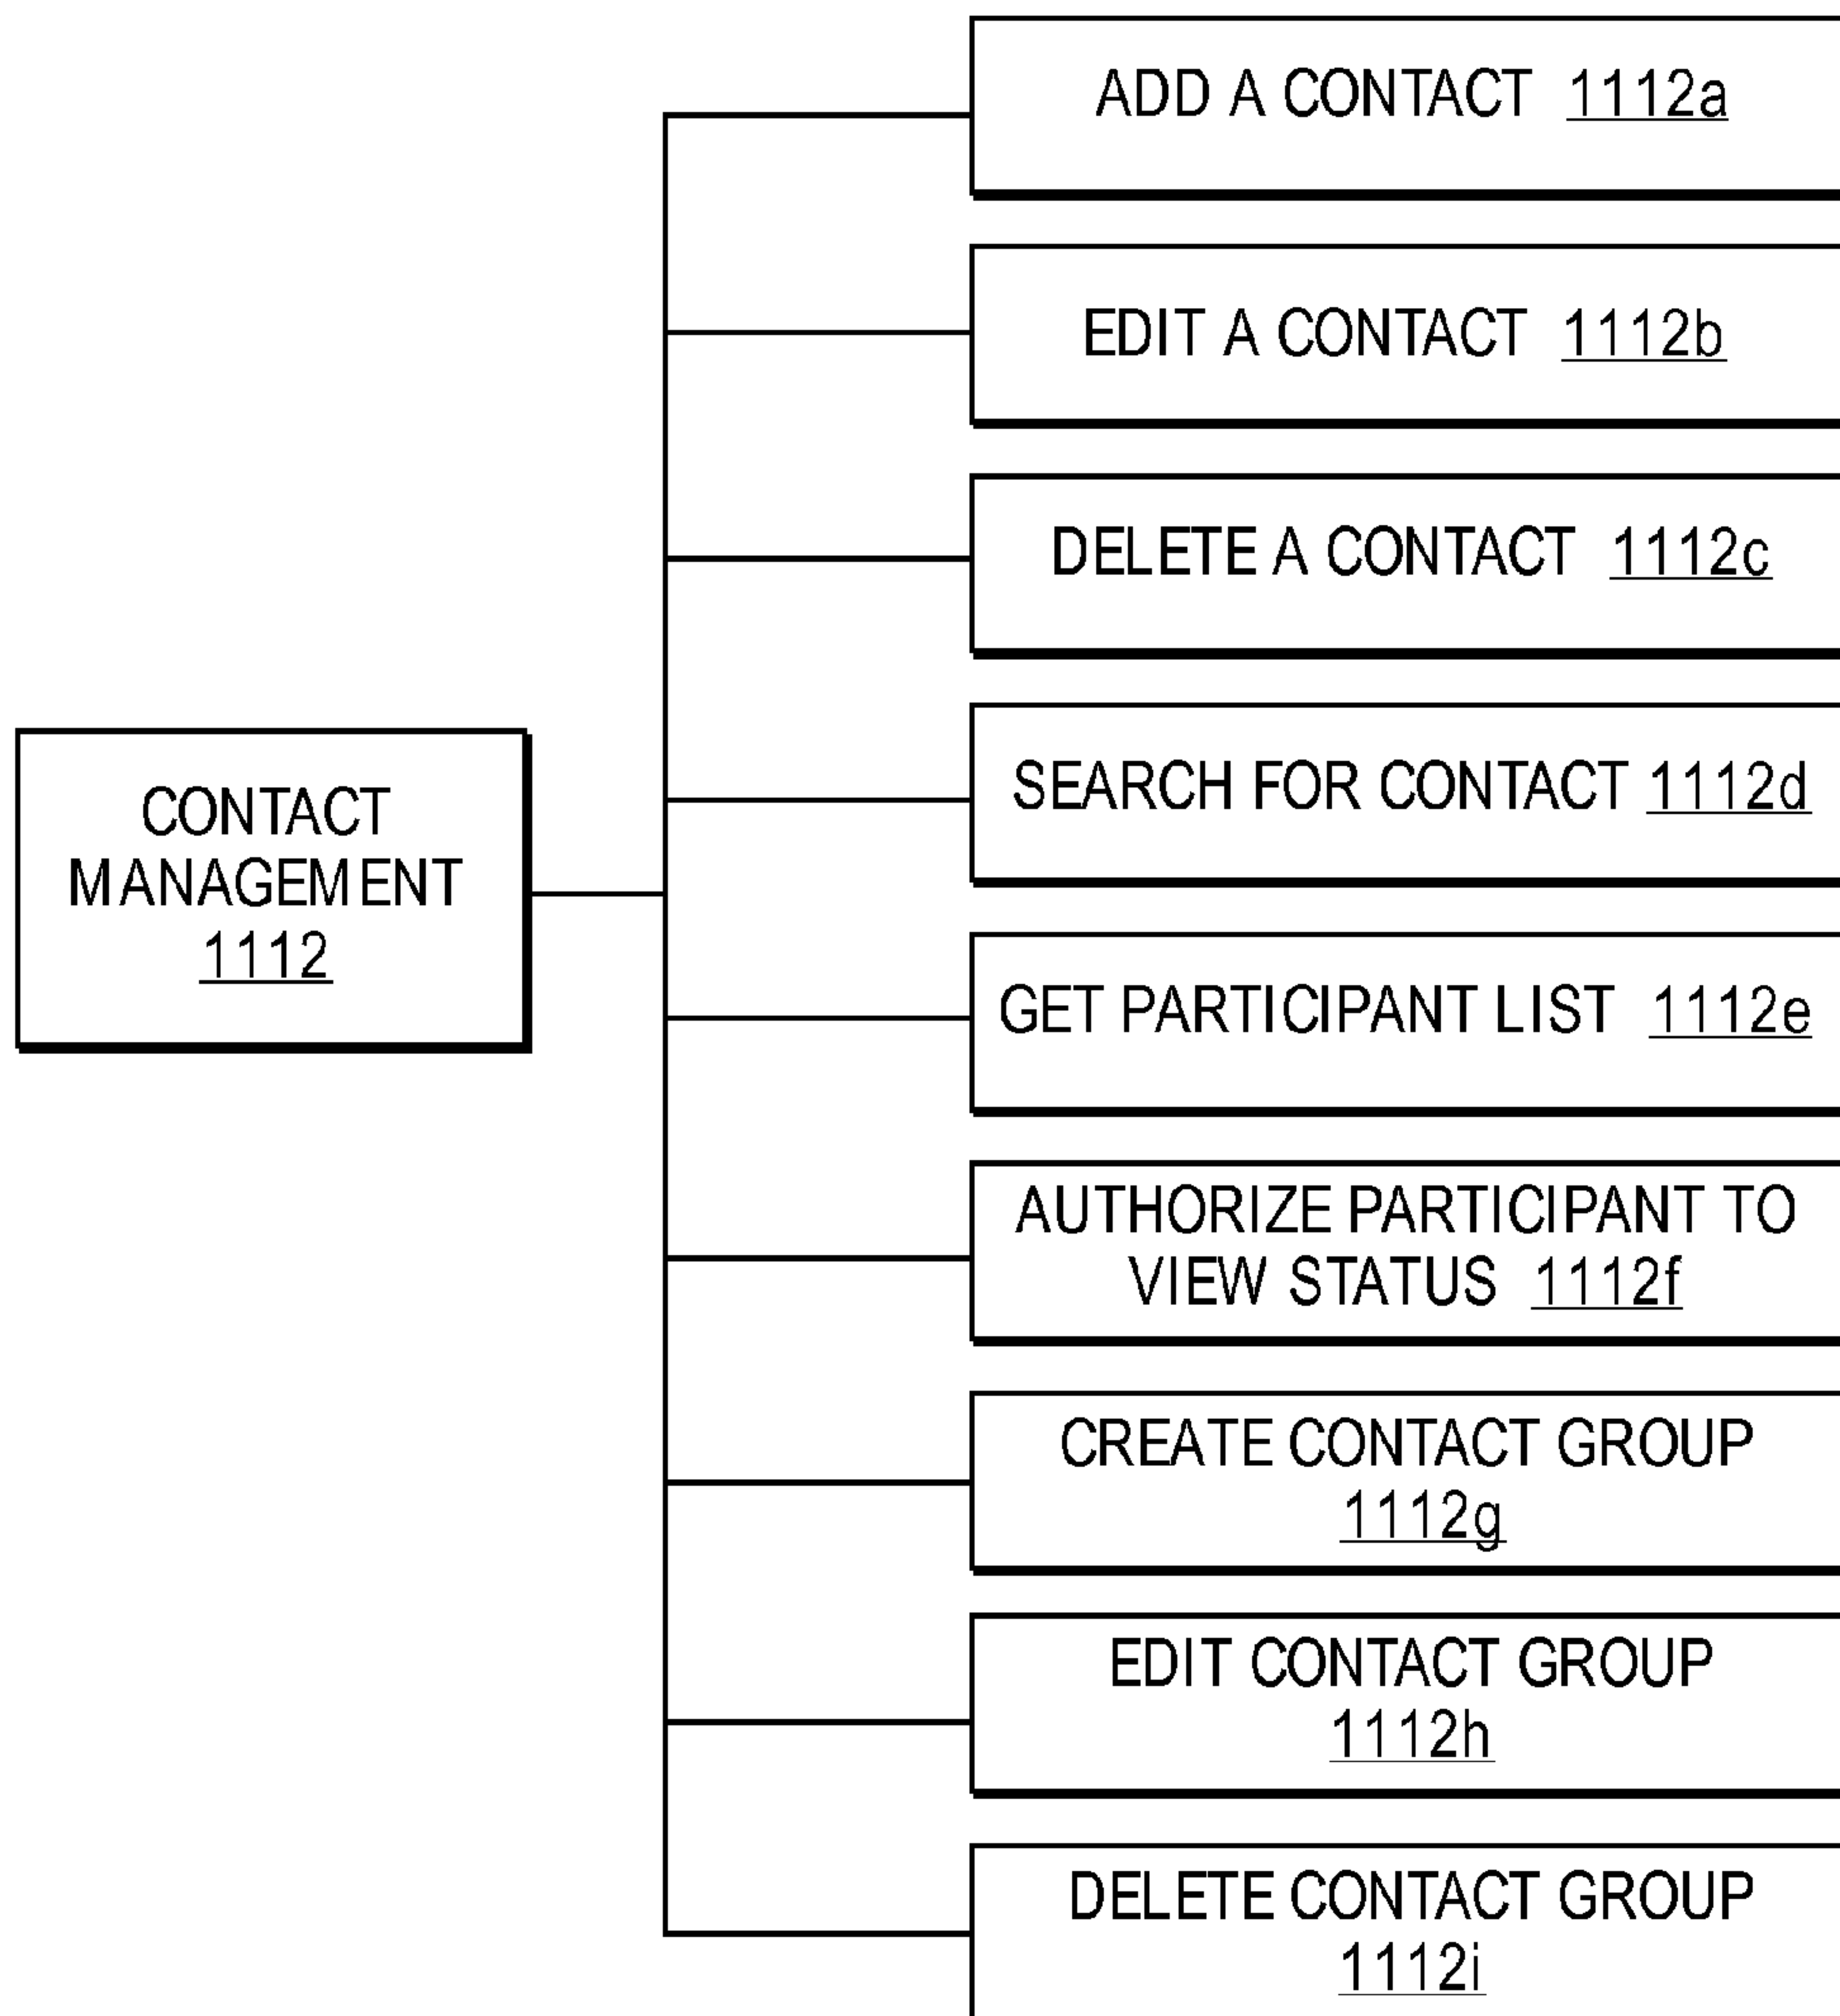 ADD A CONTACT 1112a
EDIT A CONTACT 1112b
DELETE A CONTACT 1112c
SEARCH FOR CONTACT 1112d
CONTACT
MANAGEMENT
1112
GET PARTICIPANT LIST 1112e
AUTHORIZE PARTICIPANT TO
VIEW STATUS 1112f
CREATE CONTACT GROUP
1112g
EDIT CONTACT GROUP
1112h
DELETE CONTACT GROUP
1112i